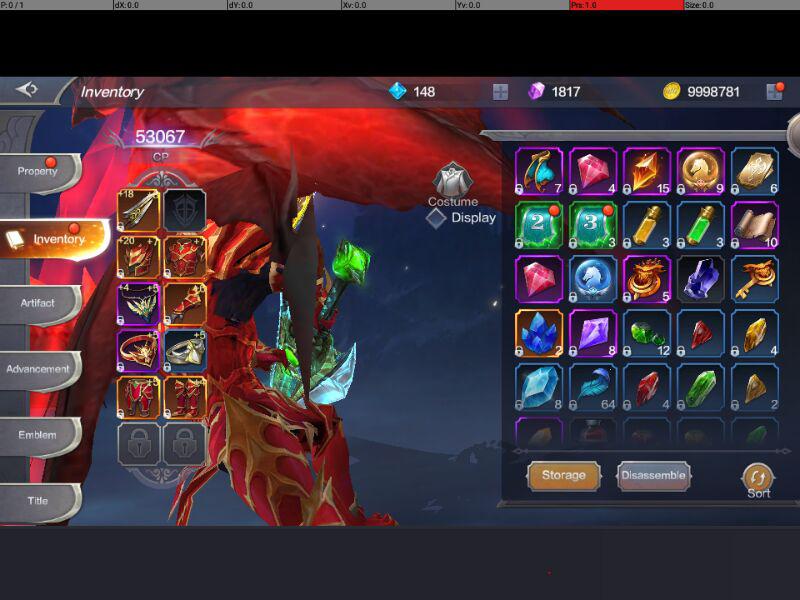 P: 0 / 1 dX: 0.0 dY: 0.0 Xv: 0.0 Yv: 0.0 Prs: 1.0 Size: 0.0
Inventory 148 1817 9998781
53067
CP
Property
Inventory
Artifact
Advancement
Emblem
Title
+18
+20 +7
+4 +5
Costume
Display
7 4 15 9 6
2 3 3 3 3 10
5
2 8 12 4
8 64 4 2
Storage Disassemble
Sort